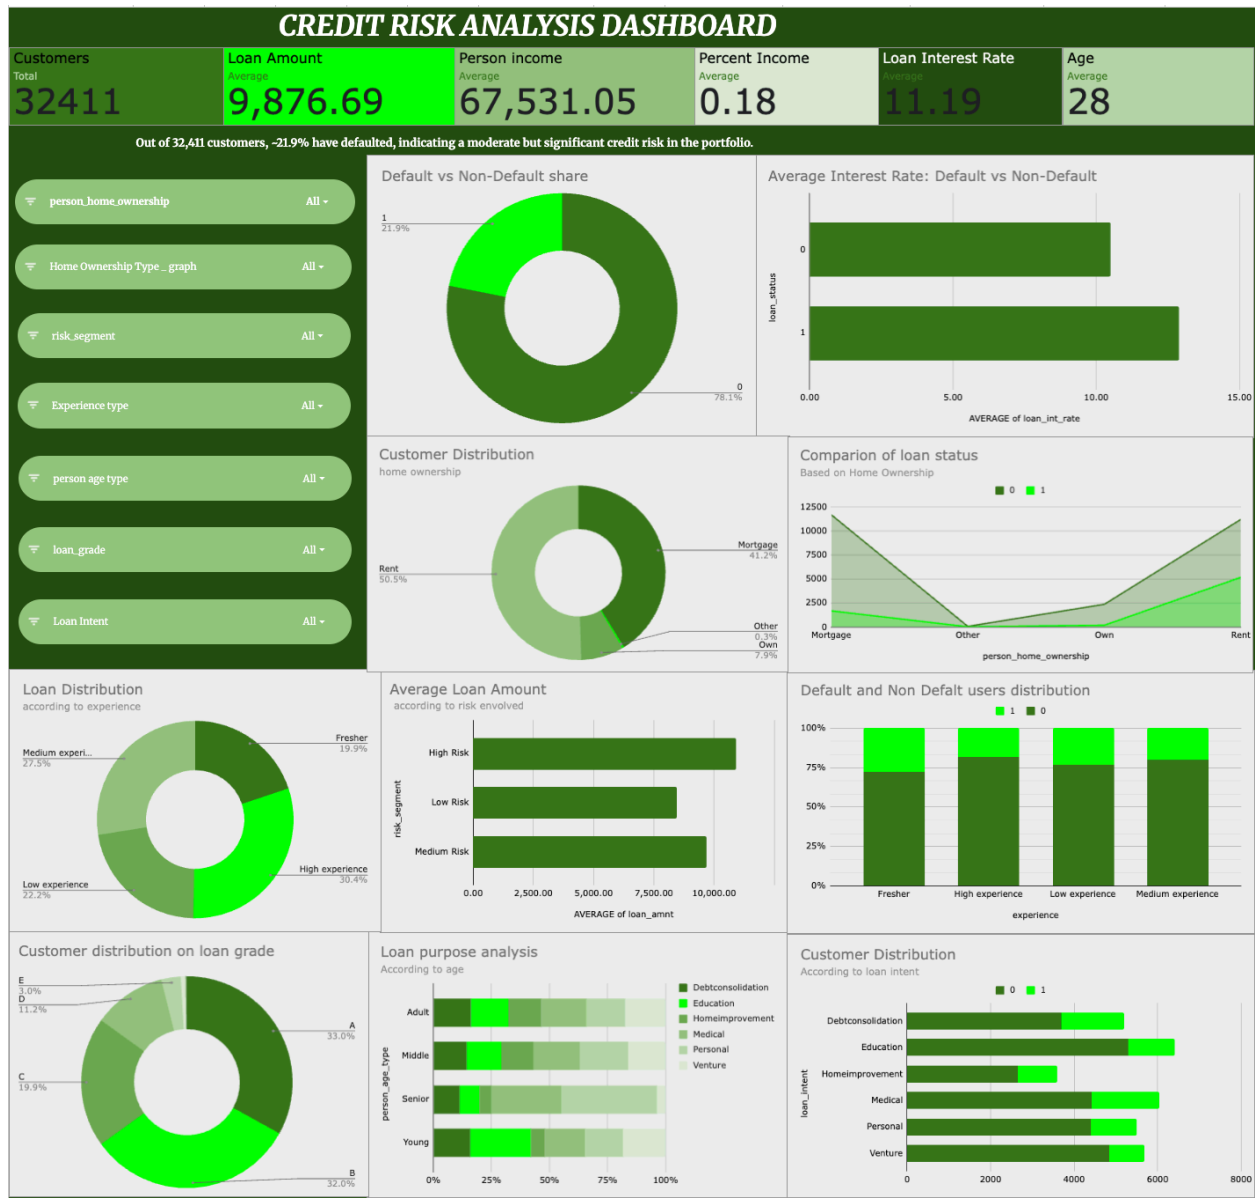 CREDIT RISK ANALYSIS DASHBOARD
Customers
Total
32411
Loan Amount
Average
9,876.69
Person income
Average
67,531.05
Percent Income
Average
0.18
Loan Interest Rate
Average
11.19
Age
Average
28
Out of 32,411 customers, ~21.9% have defaulted, indicating a moderate but significant credit risk in the portfolio.
person_home_ownership All
Home Ownership Type _ graph All
risk_segment All
Experience type All
person age type All
loan_grade All
Loan Intent All
Default vs Non-Default share
1
21.9%
0
78.1%
Average Interest Rate: Default vs Non-Default
loan_status
0
1
0.00 5.00 10.00 15.00
AVERAGE of loan_int_rate
Customer Distribution
home ownership
Mortgage
41.2%
Rent
50.5%
Other
0.3%
Own
7.9%
Comparion of loan status
Based on Home Ownership
0 1
12500
10000
7500
5000
2500
0
Mortgage Other Own Rent
person_home_ownership
Loan Distribution
according to experience
Fresher
19.9%
Medium experi...
27.5%
High experience
30.4%
Low experience
22.2%
Average Loan Amount
according to risk envolved
risk_segment
High Risk
Low Risk
Medium Risk
0.00 2,500.00 5,000.00 7,500.00 10,000.00
AVERAGE of loan_amnt
Default and Non Defalt users distribution
1 0
100%
75%
50%
25%
0%
Fresher High experience Low experience Medium experience
experience
Customer distribution on loan grade
E
3.0%
D
11.2%
A
33.0%
C
19.9%
B
32.0%
Loan purpose analysis
According to age
Debtconsolidation
Education
Homeimprovement
Medical
Personal
Venture
person_age_type
Adult
Middle
Senior
Young
0% 25% 50% 75% 100%
Customer Distribution
According to loan intent
0 1
loan_intent
Debtconsolidation
Education
Homeimprovement
Medical
Personal
Venture
0 2000 4000 6000 8000